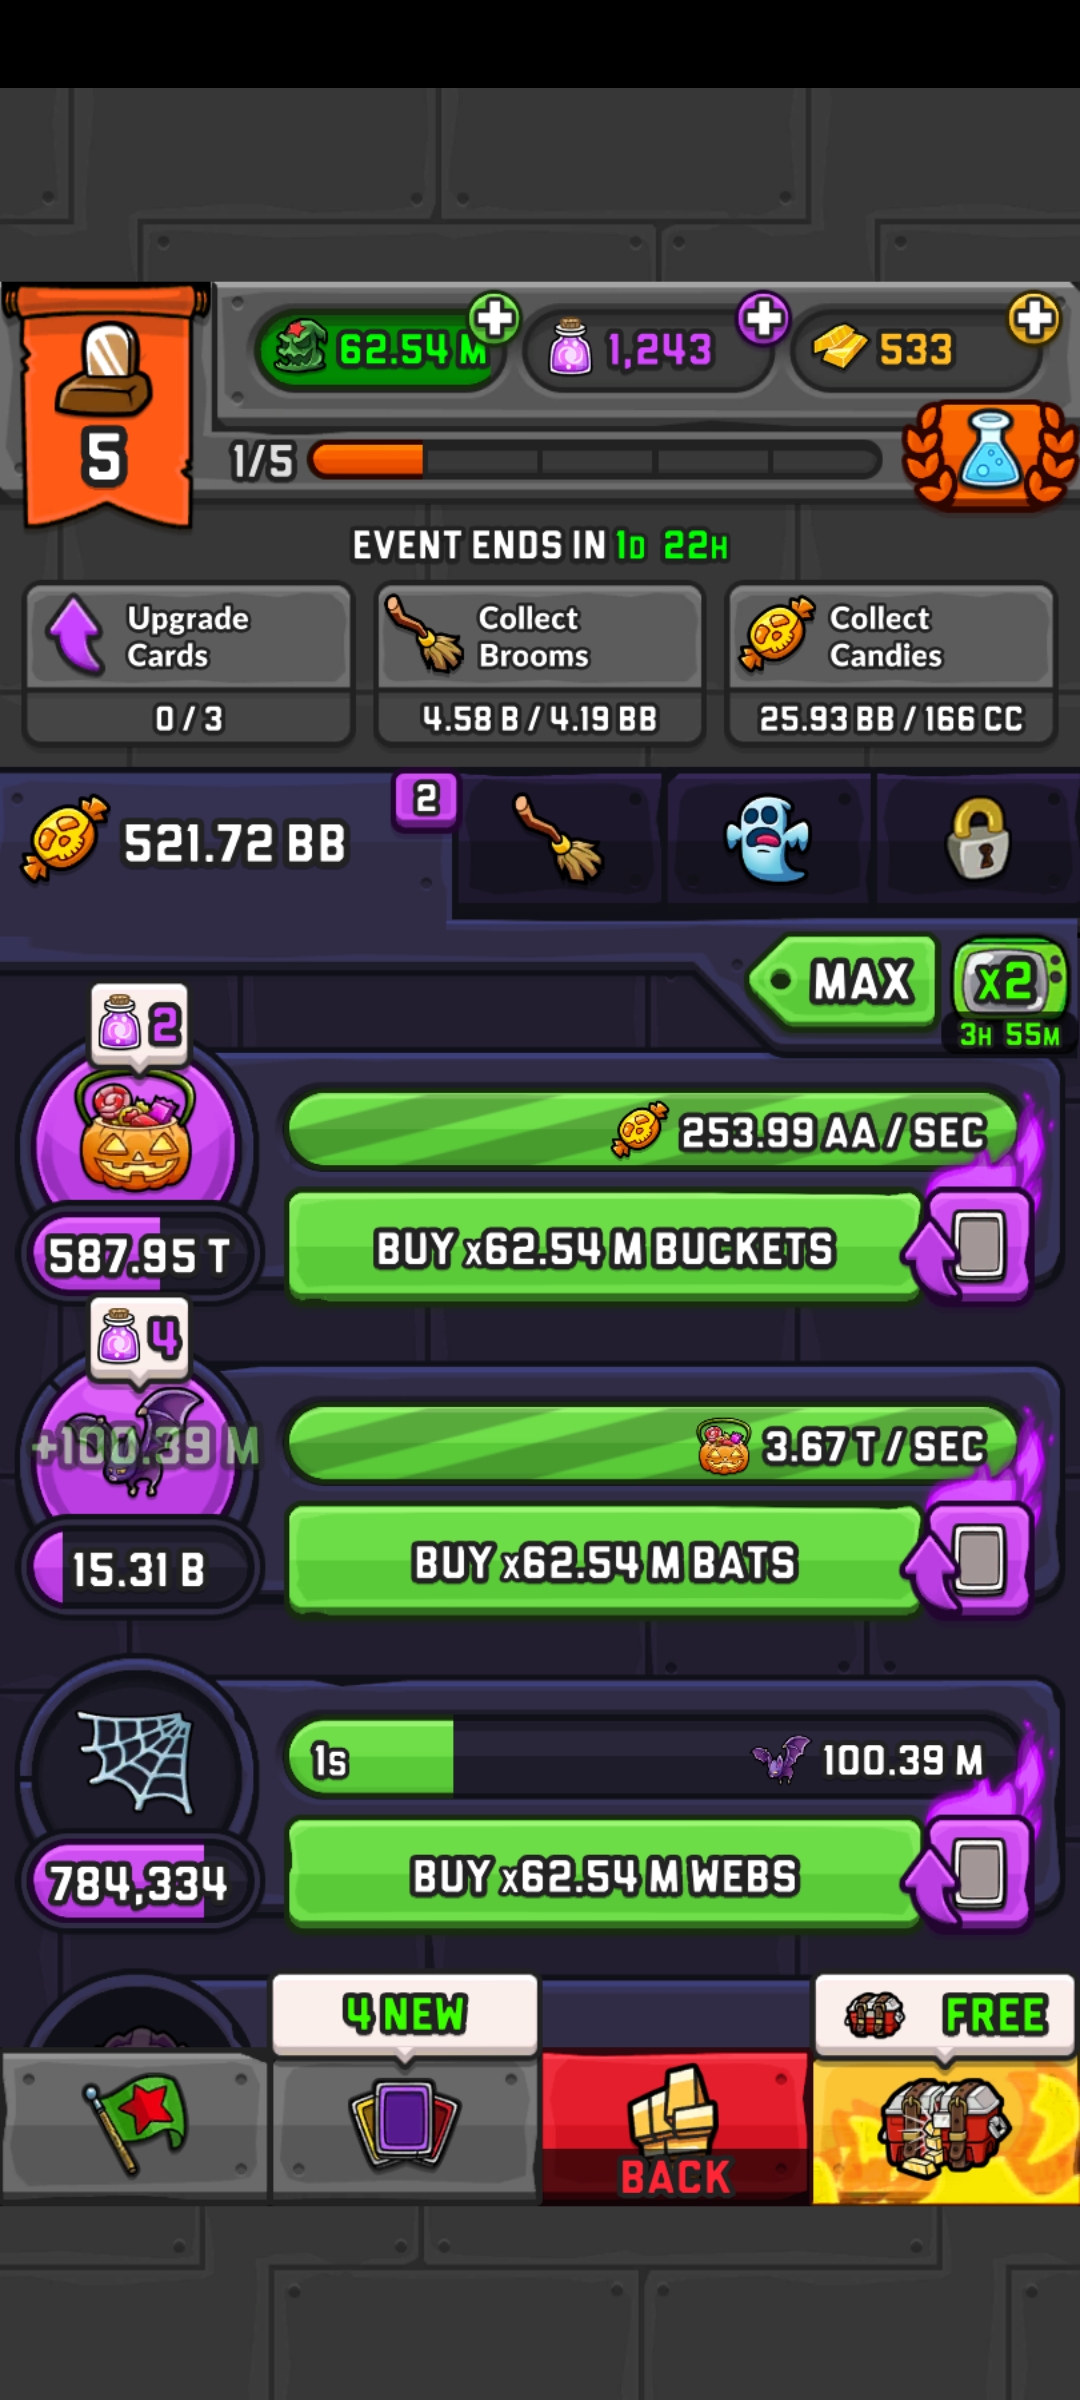 62.54 M
1,243
533
5
1/5
EVENT ENDS IN 1D 22H
Upgrade Cards
0 / 3
Collect Brooms
4.58 B / 4.19 BB
Collect Candies
25.93 BB / 166 CC
521.72 BB
2
MAX
x2
3H 55M
2
253.99 AA / SEC
587.95 T
BUY x62.54 M BUCKETS
4
+100.39 M
3.67 T / SEC
15.31 B
BUY x62.54 M BATS
1s
100.39 M
784,334
BUY x62.54 M WEBS
4 NEW
FREE
BACK